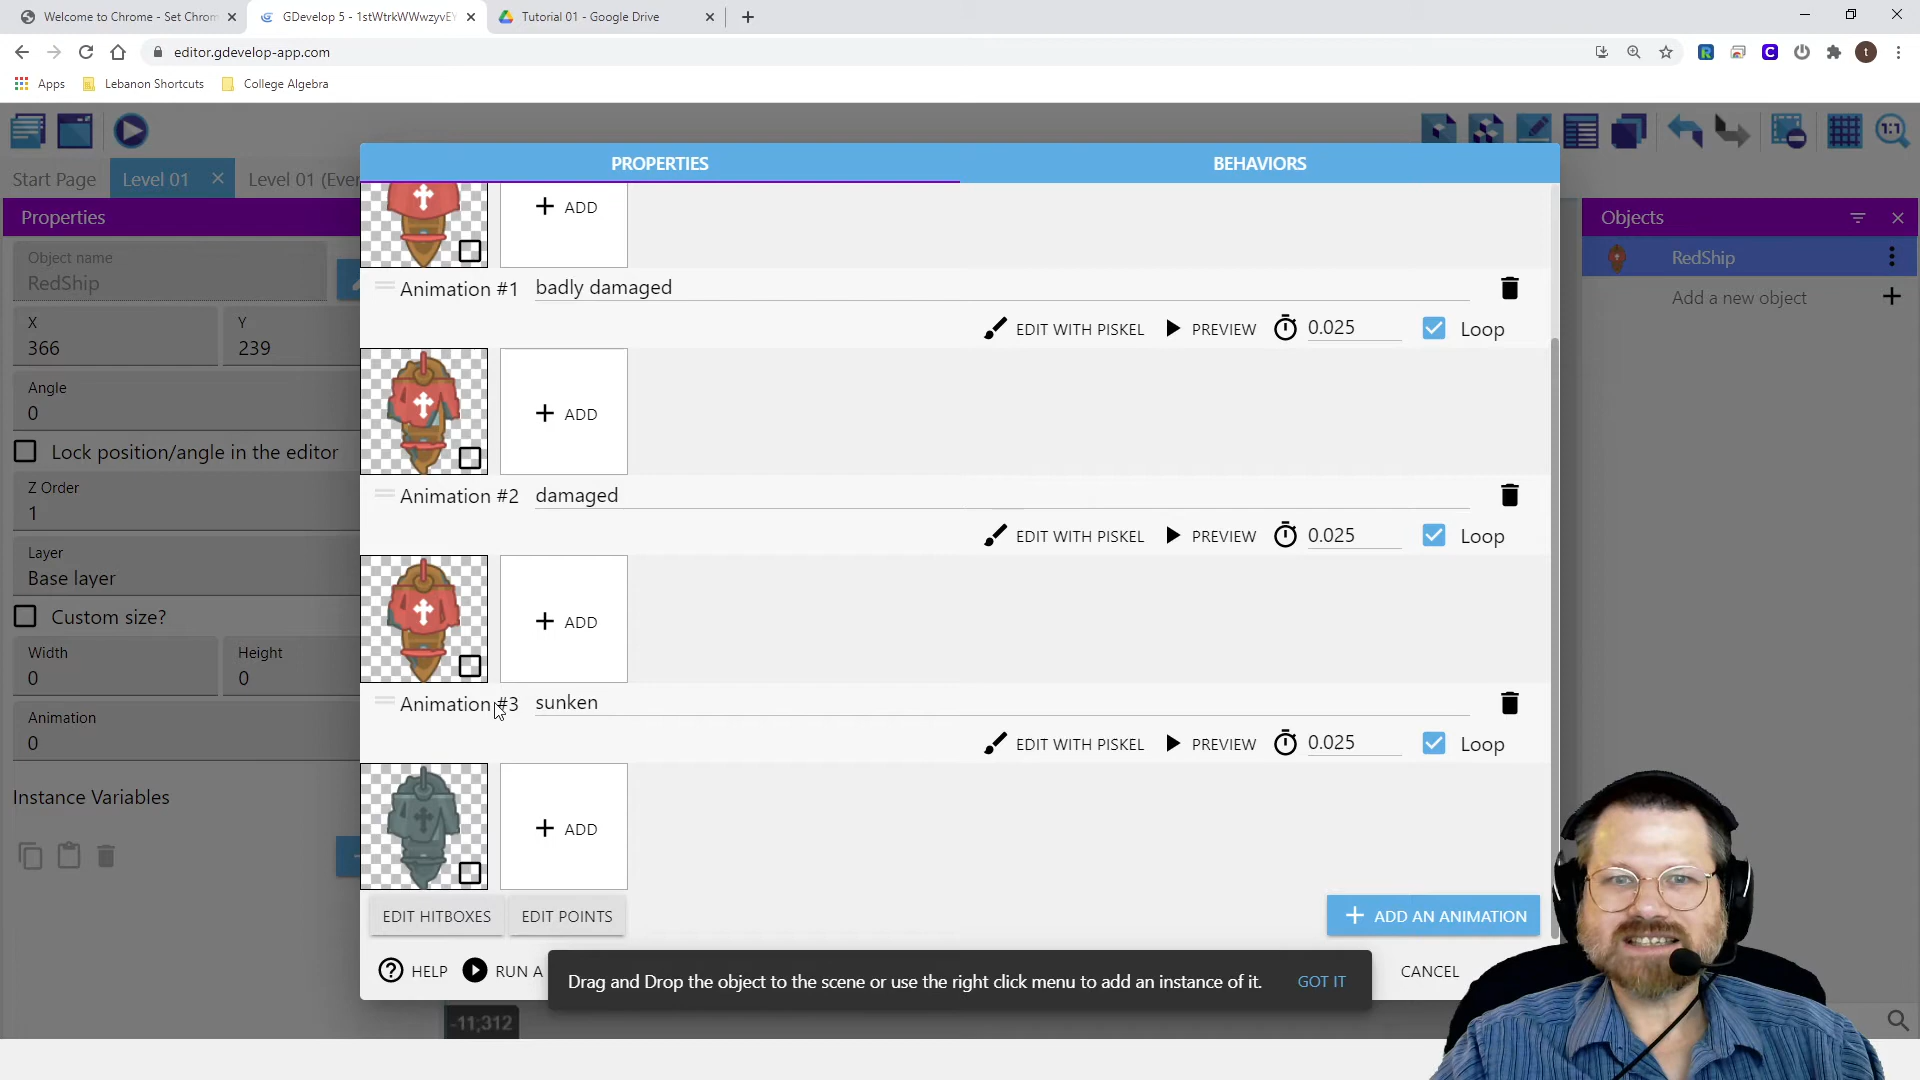 Welcome to Chrome - Set Chrom
GDevelop 5 - 1stWtrkWWwzyvEY
Tutorial 01 - Google Drive
editor.gdevelop-app.com
Apps
Lebanon Shortcuts
College Algebra
Start Page
Level 01
Level 01 (Even
1:1
PROPERTIES
BEHAVIORS
Properties
Object name
RedShip
X
366
Y
239
Angle
0
Lock position/angle in the editor
Z Order
1
Layer
Base layer
Custom size?
Width
0
Height
0
Animation
0
Instance Variables
+ ADD
Animation #1 badly damaged
EDIT WITH PISKEL PREVIEW 0.025 Loop
+ ADD
Animation #2 damaged
EDIT WITH PISKEL PREVIEW 0.025 Loop
+ ADD
Animation #3 sunken
EDIT WITH PISKEL PREVIEW 0.025 Loop
+ ADD
EDIT HITBOXES
EDIT POINTS
+ ADD AN ANIMATION
HELP
RUN A
Drag and Drop the object to the scene or use the right click menu to add an instance of it.
GOT IT
CANCEL
-11;312
Objects
RedShip
Add a new object